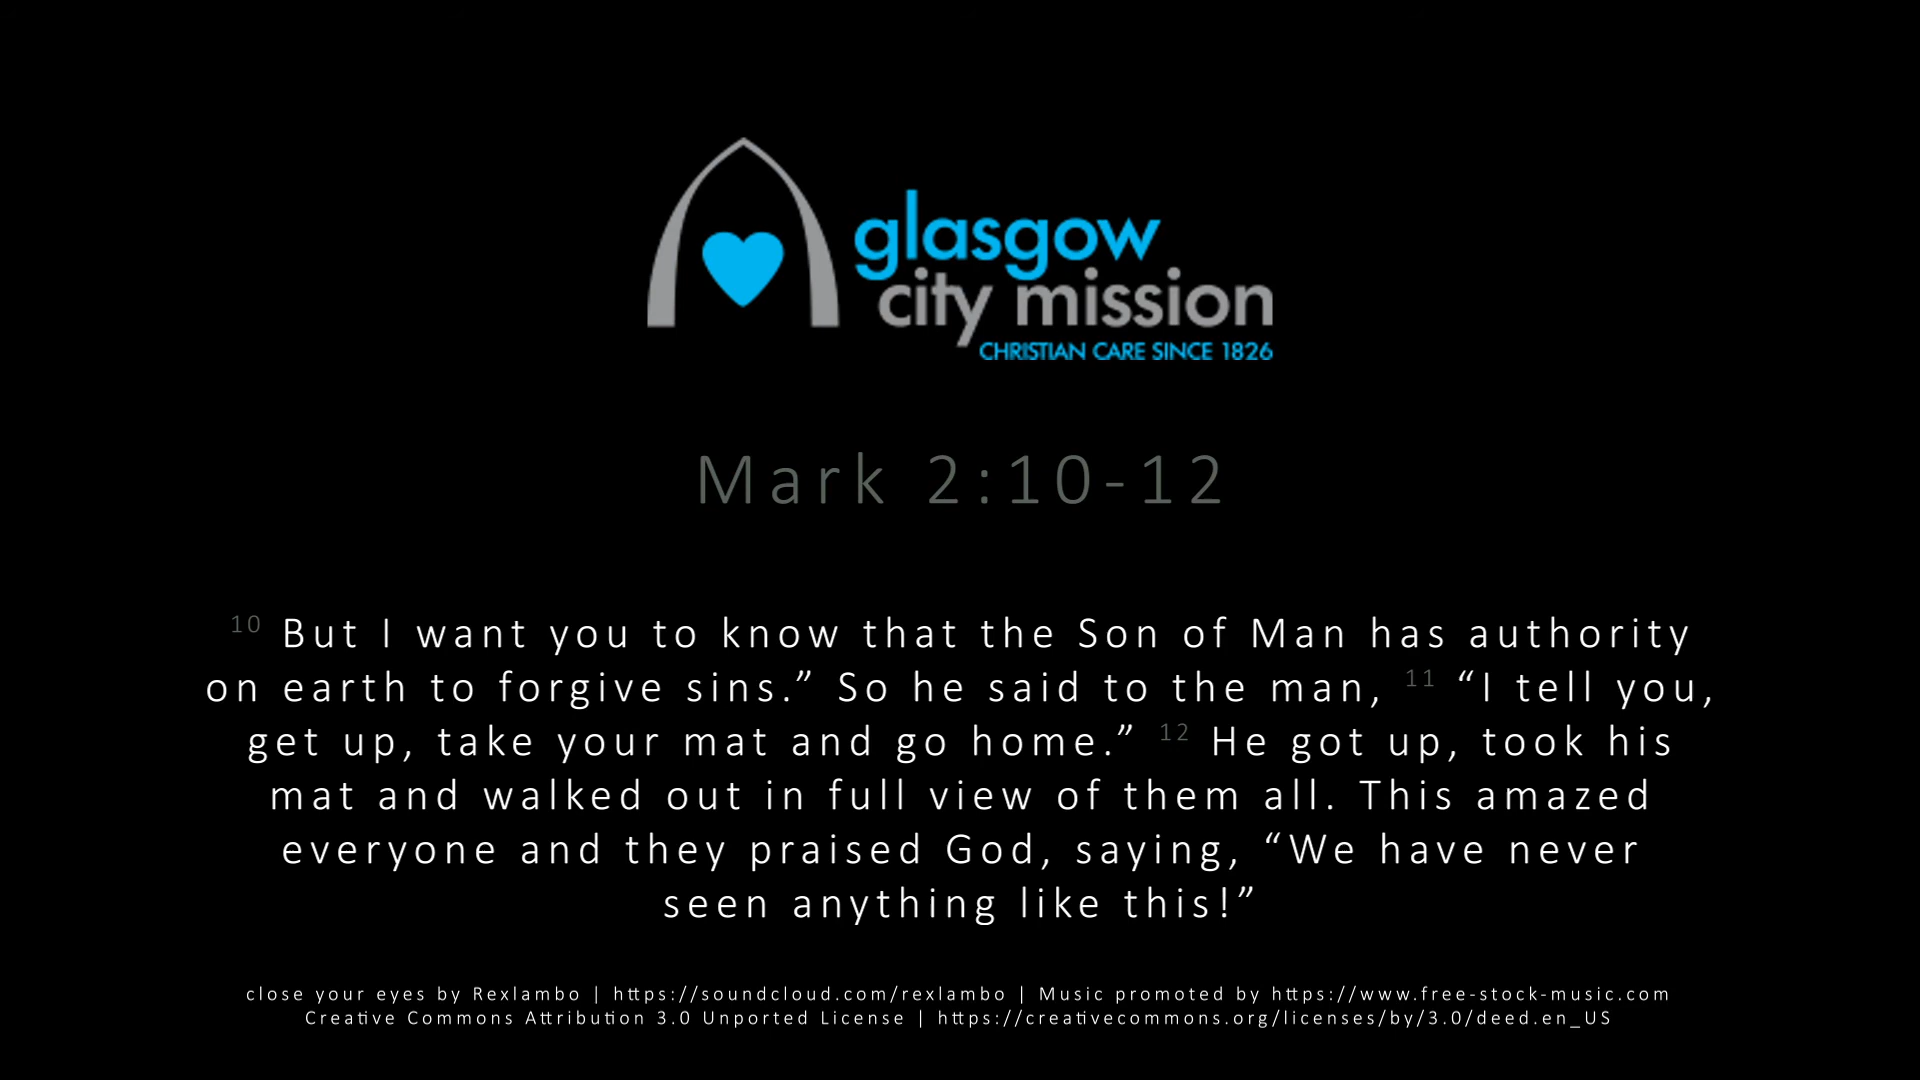 glasgow
city mission
CHRISTIAN CARE SINCE 1826
Mark 2:10-12
10 But I want you to know that the Son of Man has authority
on earth to forgive sins.” So he said to the man, 11 “I tell you,
get up, take your mat and go home.” 12 He got up, took his
mat and walked out in full view of them all. This amazed
everyone and they praised God, saying, “We have never
seen anything like this!”
close your eyes by Rexlambo | https://soundcloud.com/rexlambo | Music promoted by https://www.free-stock-music.com
Creative Commons Attribution 3.0 Unported License | https://creativecommons.org/licenses/by/3.0/deed.en_US